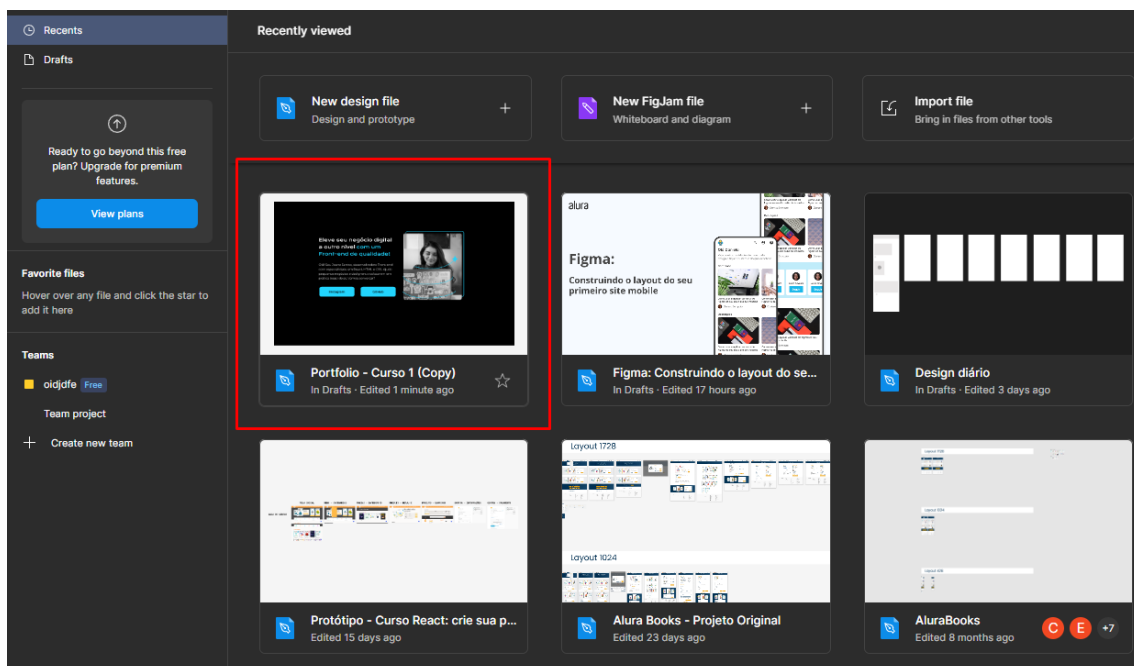 Recents
Drafts
Ready to go beyond this free
plan? Upgrade for premium
features.
View plans
Favorite files
Hover over any file and click the star to
add it here
Teams
oidjdfe Free
Team project
Create new team
Recently viewed
New design file
Design and prototype
New FigJam file
Whiteboard and diagram
Import file
Bring in files from other tools
Eleve seu negócio digital
a outro nível com um
Front-end de qualidade!
Portfolio - Curso 1 (Copy)
In Drafts · Edited 1 minute ago
alura
Figma:
Construindo o layout do seu
primeiro site mobile
Figma: Construindo o layout do se...
In Drafts · Edited 17 hours ago
Design diário
In Drafts · Edited 3 days ago
Protótipo - Curso React: crie sua p...
Edited 15 days ago
Layout 1728
Layout 1024
Alura Books - Projeto Original
Edited 23 days ago
AluraBooks
Edited 8 months ago
C E +7